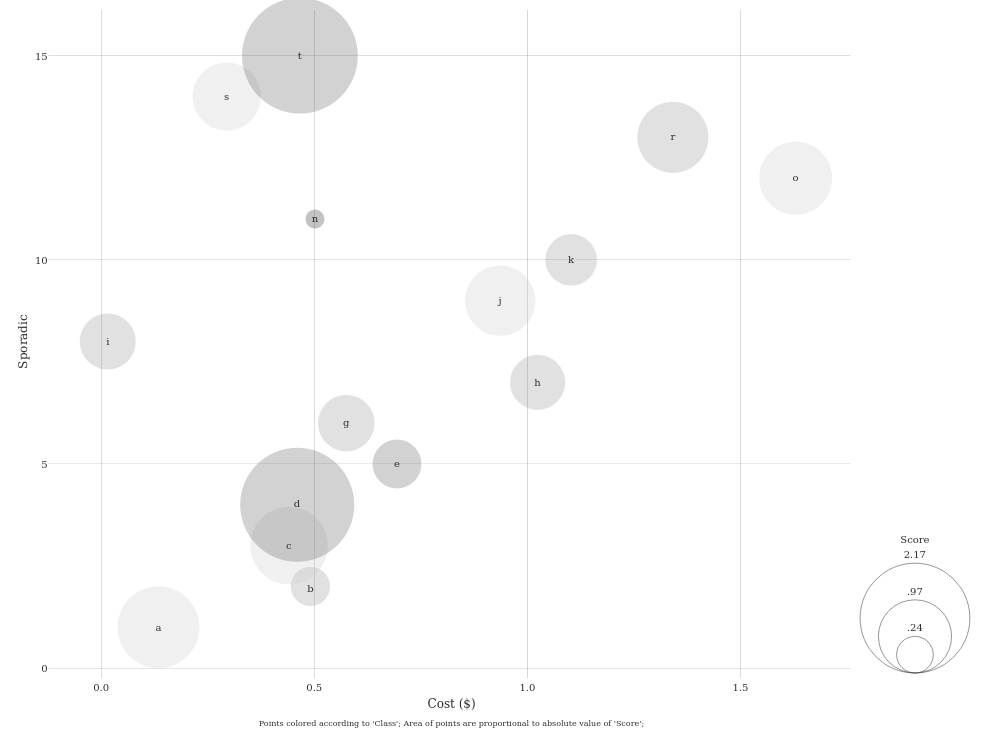 15
t
s
r
o
n
10
k
j
Sporadic
i
h
g
5
e
d
c
b
a
0
Score
2.17
.97
.24
0.0 0.5 1.0 1.5
Cost ($)
Points colored according to 'Class'; Area of points are proportional to absolute value of 'Score';